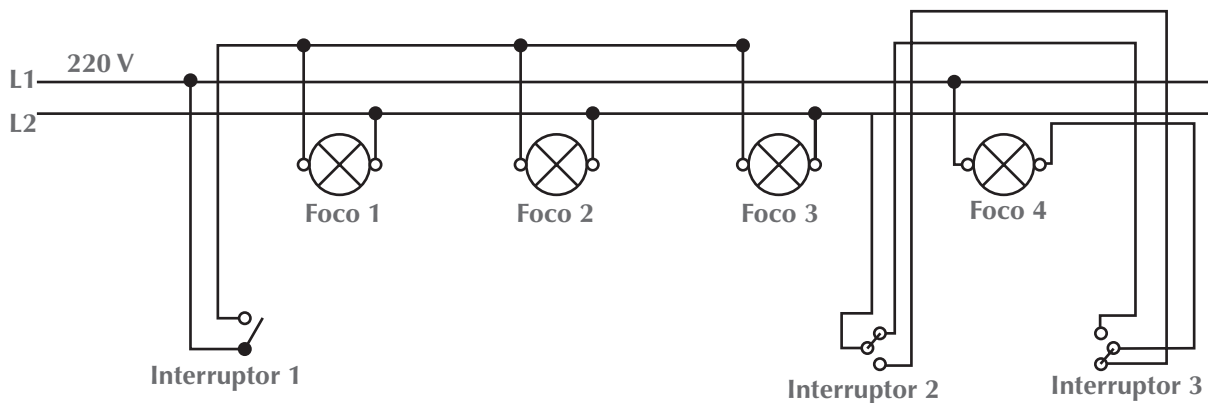 220 V
L1
L2
Foco 1
Foco 2
Foco 3
Foco 4
Interruptor 1
Interruptor 2
Interruptor 3